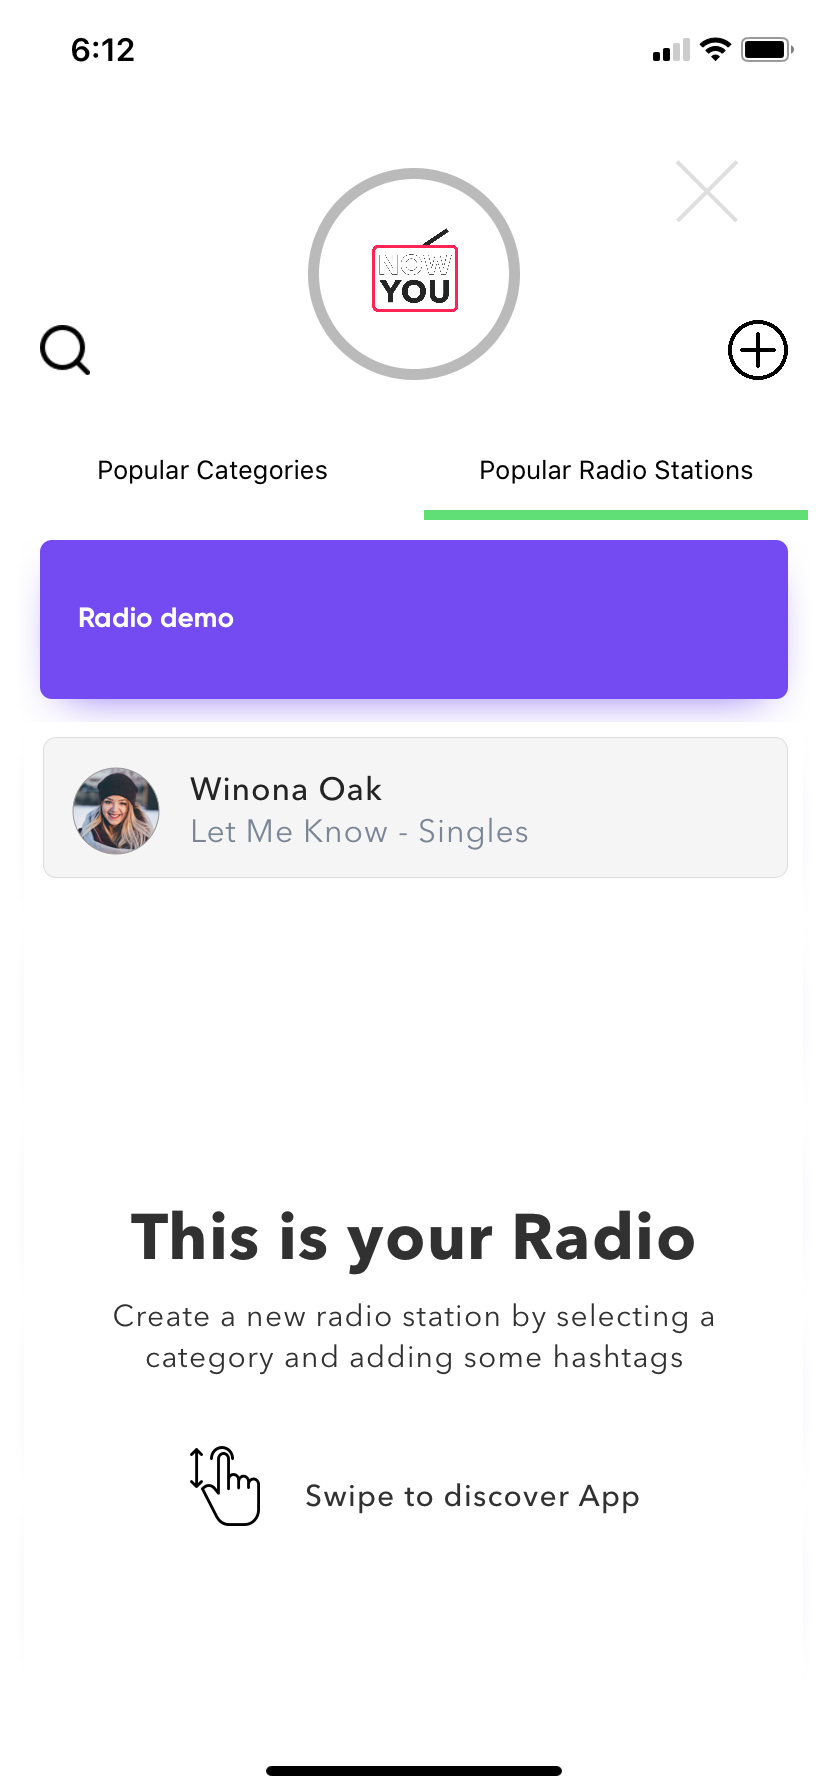 6:12
NOW
YOU
Popular Categories
Popular Radio Stations
Radio demo
Winona Oak
Let Me Know - Singles
This is your Radio
Create a new radio station by selecting a
category and adding some hashtags
Swipe to discover App